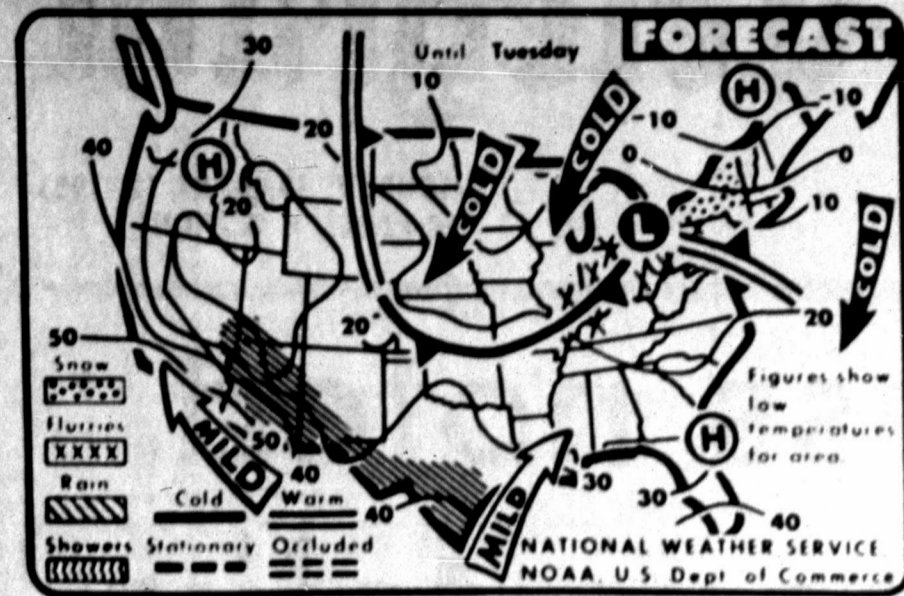 FORECAST
Until Tuesday
30
10
H
-10
-10
COLD
COLD
20
40
H
0
0
20
10
L
COLD
20
20
50
Snow
Figures show
low
temperatures
for area.
Flurries
MILD
50
H
Rain
40
30
30
Cold
Warm
40
MILD
40
Showers
Stationary
Occluded
NATIONAL WEATHER SERVICE
NOAA, U.S. Dept of Commerce